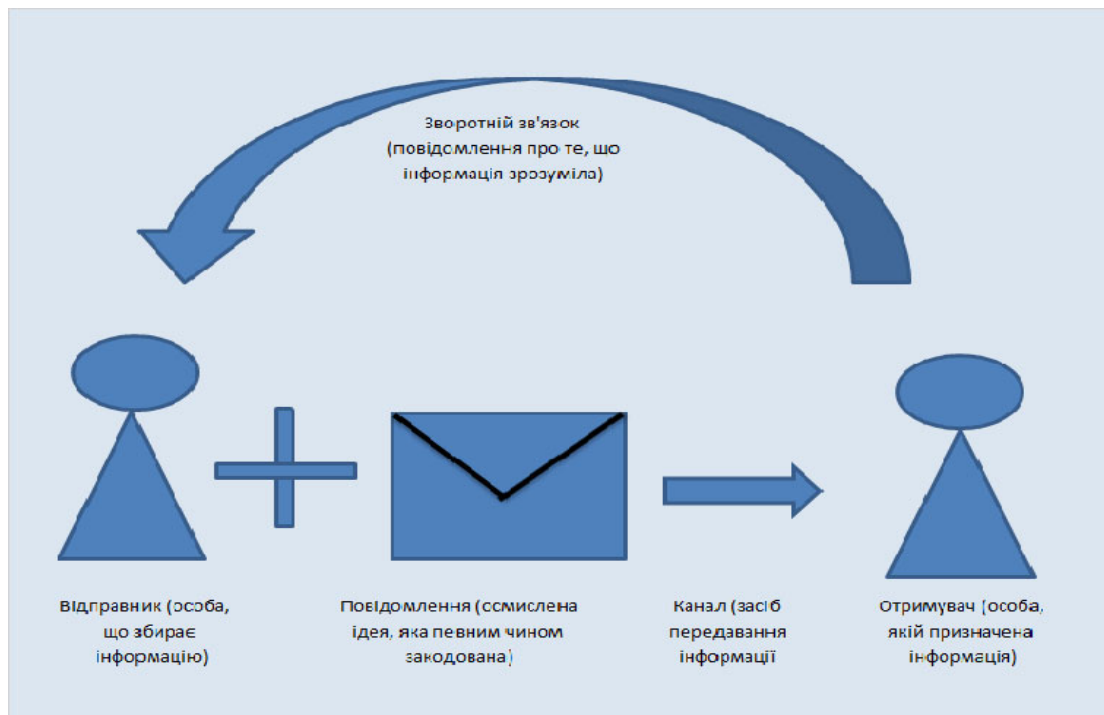 Зворотній зв'язок
(повідомлення про те, що
інформація зрозуміла)
Відправник (особа,
що збирає
інформацію)
Повідомлення (осмислена
ідея, яка певним чином
закодована)
Канал (засіб
передавання
інформації
Отримувач (особа,
якій призначена
інформація)